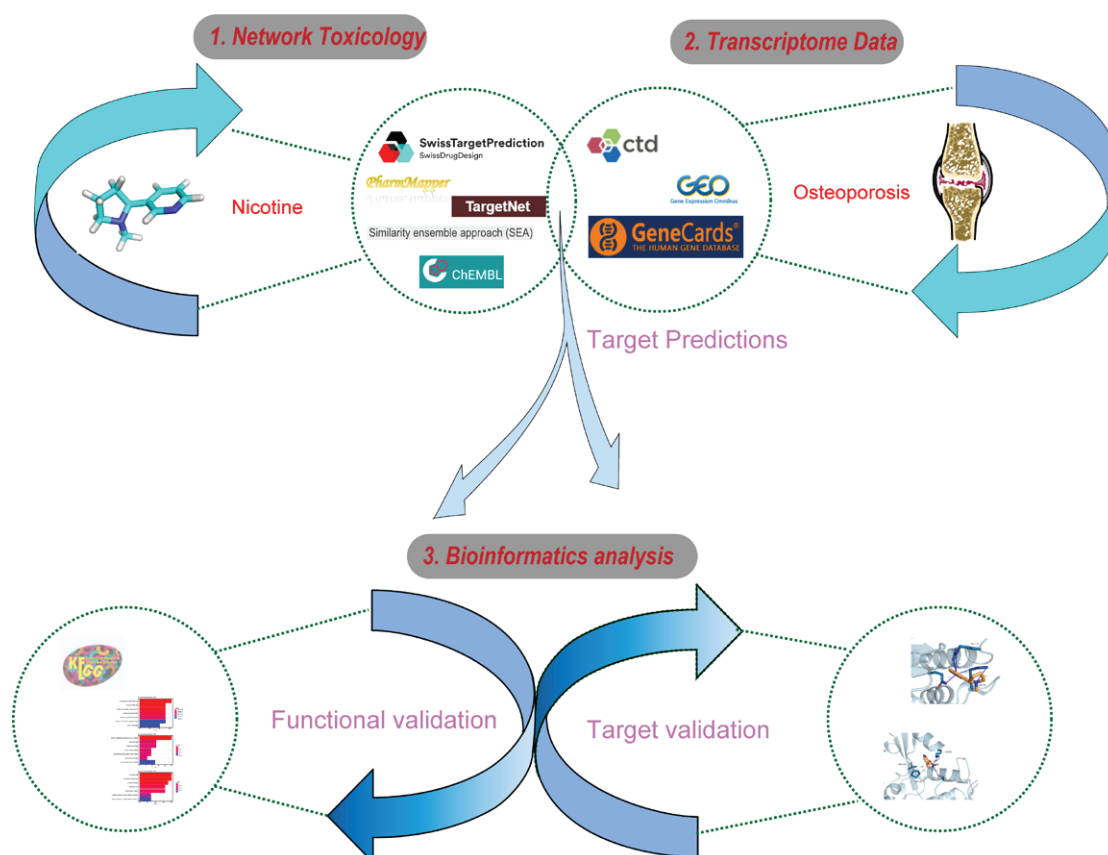 1. Network Toxicology
2. Transcriptome Data
SwissTargetPrediction
SwissDrugDesign
PharmMapper
TargetNet
Similarity ensemble approach (SEA)
ChEMBL
Nicotine
ctd
GEO
Gene Expression Omnibus
GeneCards®
THE HUMAN GENE DATABASE
Osteoporosis
Target Predictions
3. Bioinformatics analysis
KEGG
Functional validation
Target validation